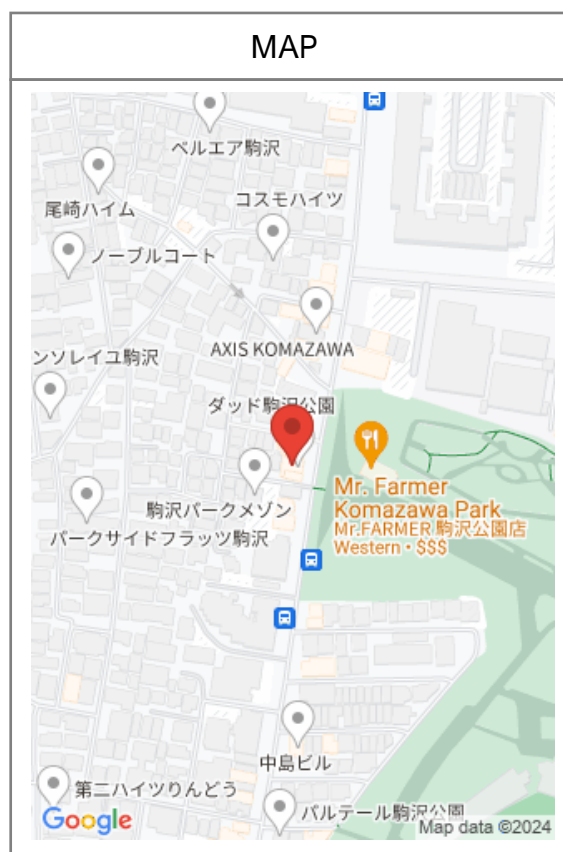 MAP
ベルエア駒沢
尾崎ハイム
コスモハイツ
ノーブルコート
AXIS KOMAZAWA
ンソレイユ駒沢
ダッド駒沢公園
Mr. Farmer
Komazawa Park
Mr.FARMER 駒沢公園店
Western • $$$
駒沢パークメゾン
パークサイドフラッツ駒沢
中島ビル
第二ハイツりんどう
パルテール駒沢公園
Google
Map data ©2024